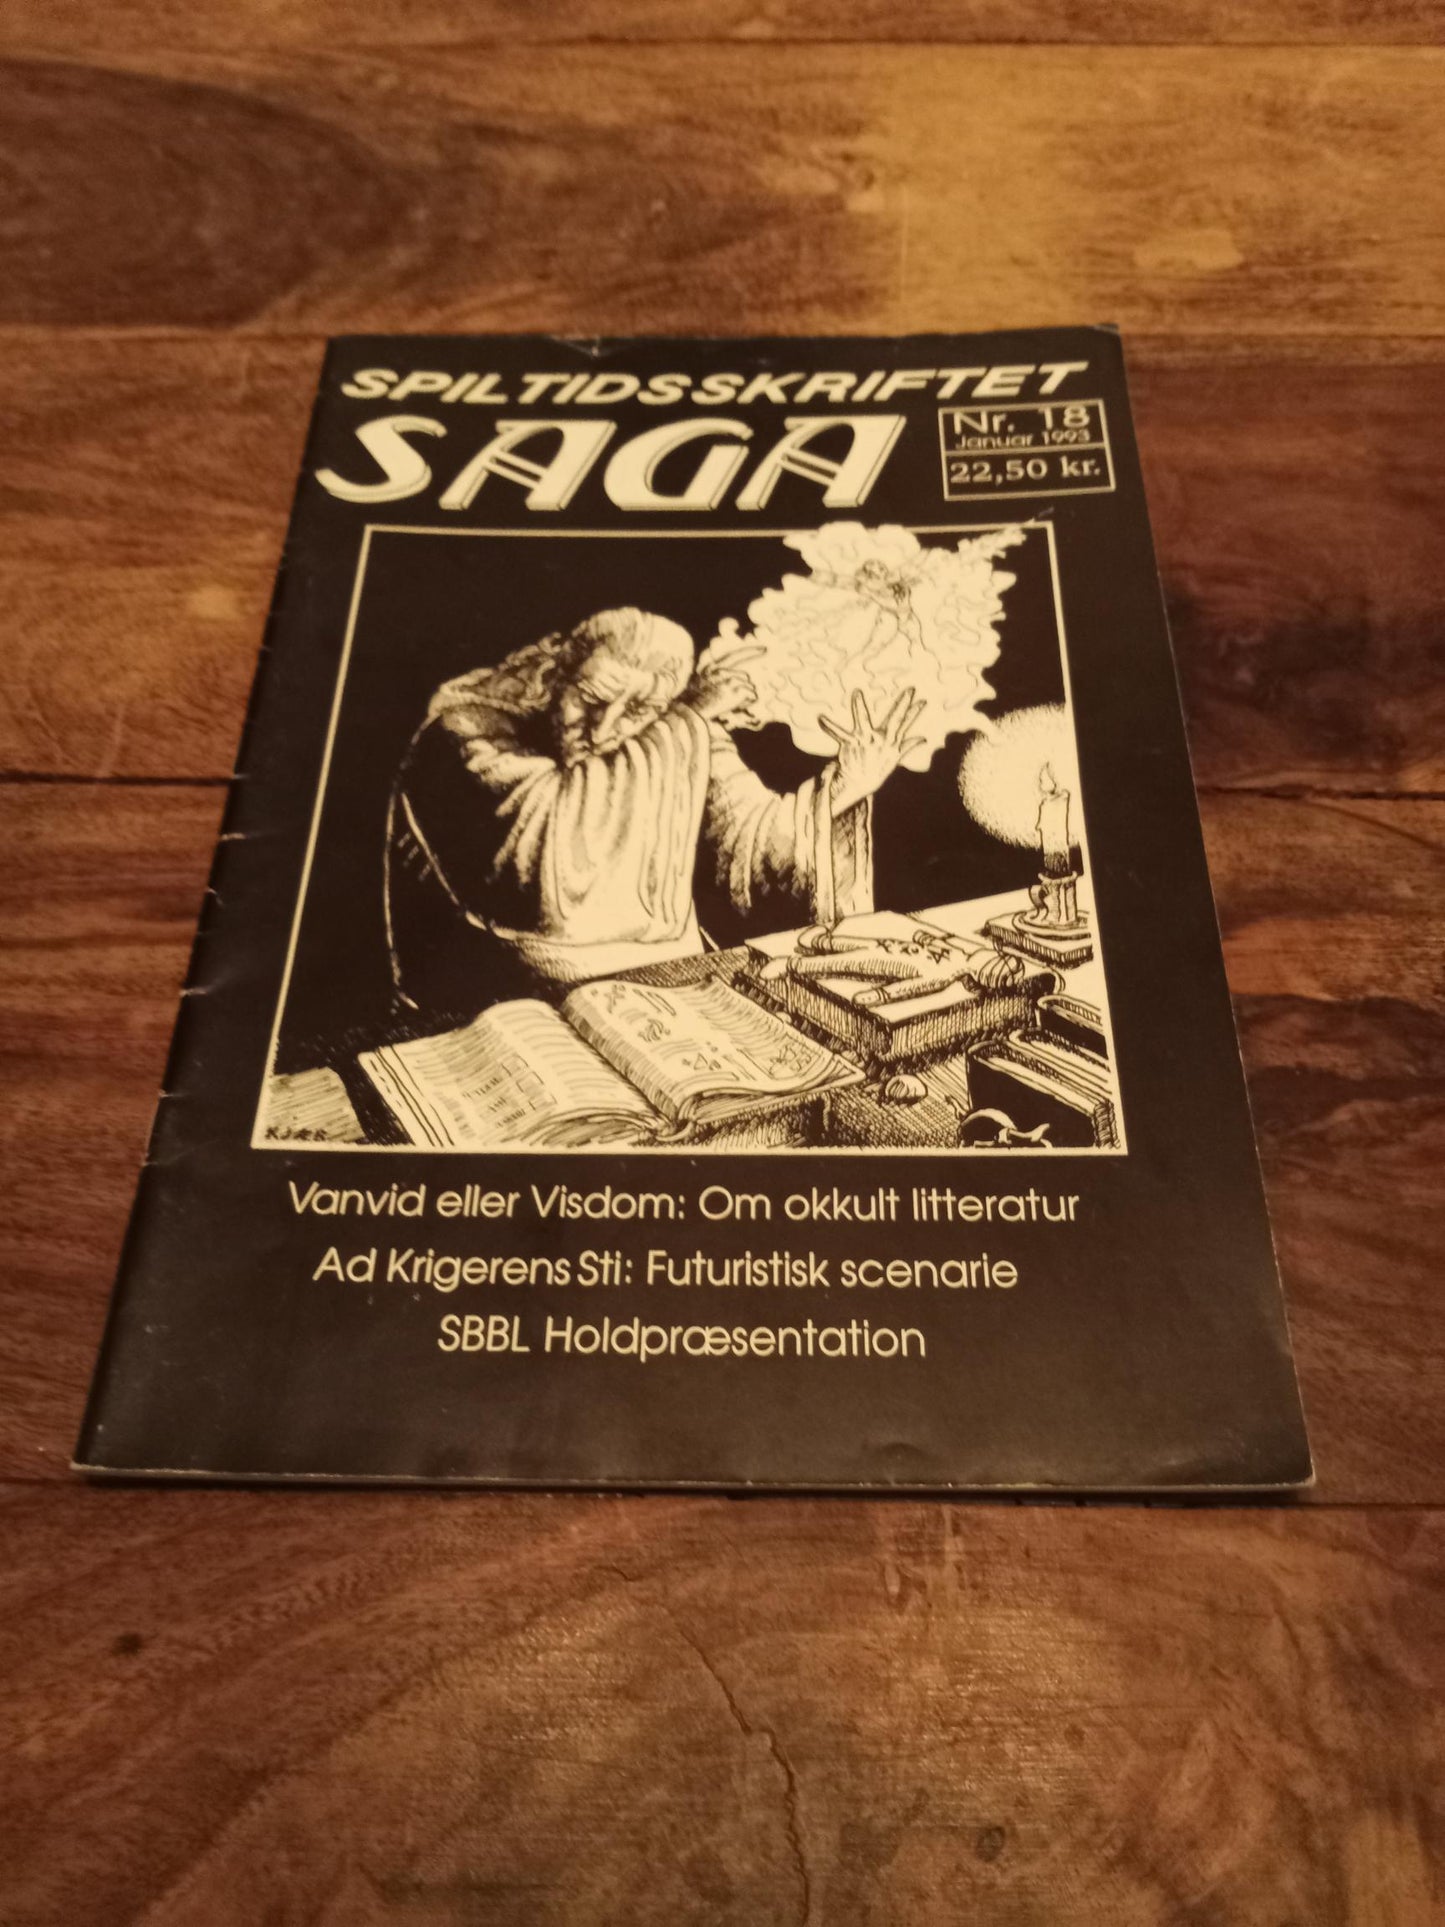 SPILTIDSSKRIFTET
SAGA
Nr. 18
Januar 1993
22,50 kr.
KJÆR
Vanvid eller Visdom: Om okkult litteratur
Ad Krigerens Sti: Futuristisk scenarie
SBBL Holdpræsentation